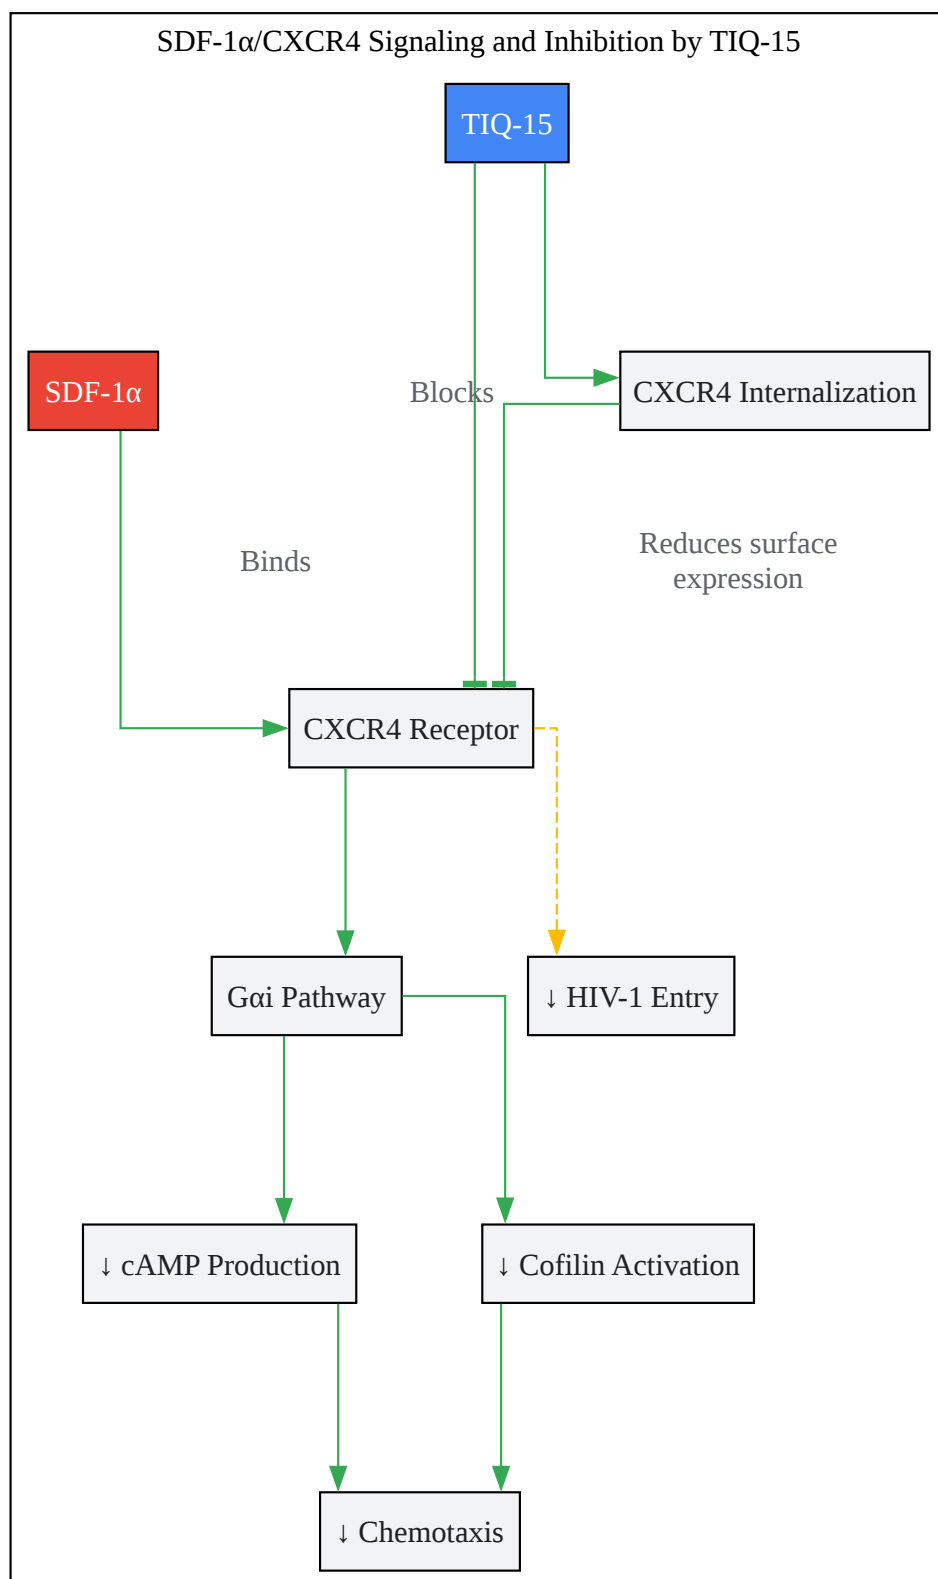 SDF-1α/CXCR4 Signaling and Inhibition by TIQ-15
TIQ-15
SDF-1α
Blocks
CXCR4 Internalization
Binds
Reduces surface
expression
CXCR4 Receptor
Gαi Pathway
↓ HIV-1 Entry
↓ cAMP Production
↓ Cofilin Activation
↓ Chemotaxis